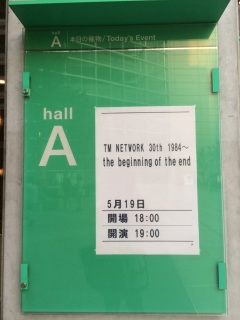 hall A 本日の催物/Today's Event
hall
A
TM NETWORK 30th 1984～
the beginning of the end
5月19日
開場 18:00
開演 19:00